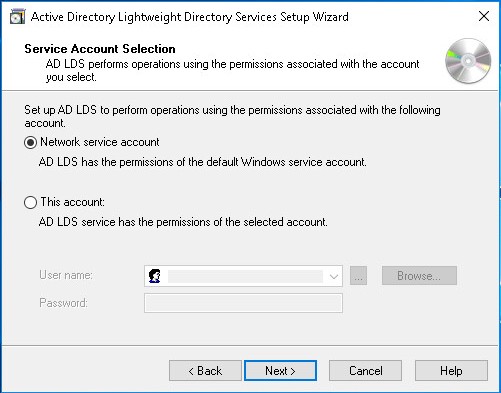 Active Directory Lightweight Directory Services Setup Wizard
Service Account Selection
AD LDS performs operations using the permissions associated with the account
you select.
Set up AD LDS to perform operations using the permissions associated with the following
account.
Network service account
AD LDS has the permissions of the default Windows service account.
This account:
AD LDS service has the permissions of the selected account.
User name:
...
Browse...
Password:
< Back
Next >
Cancel
Help